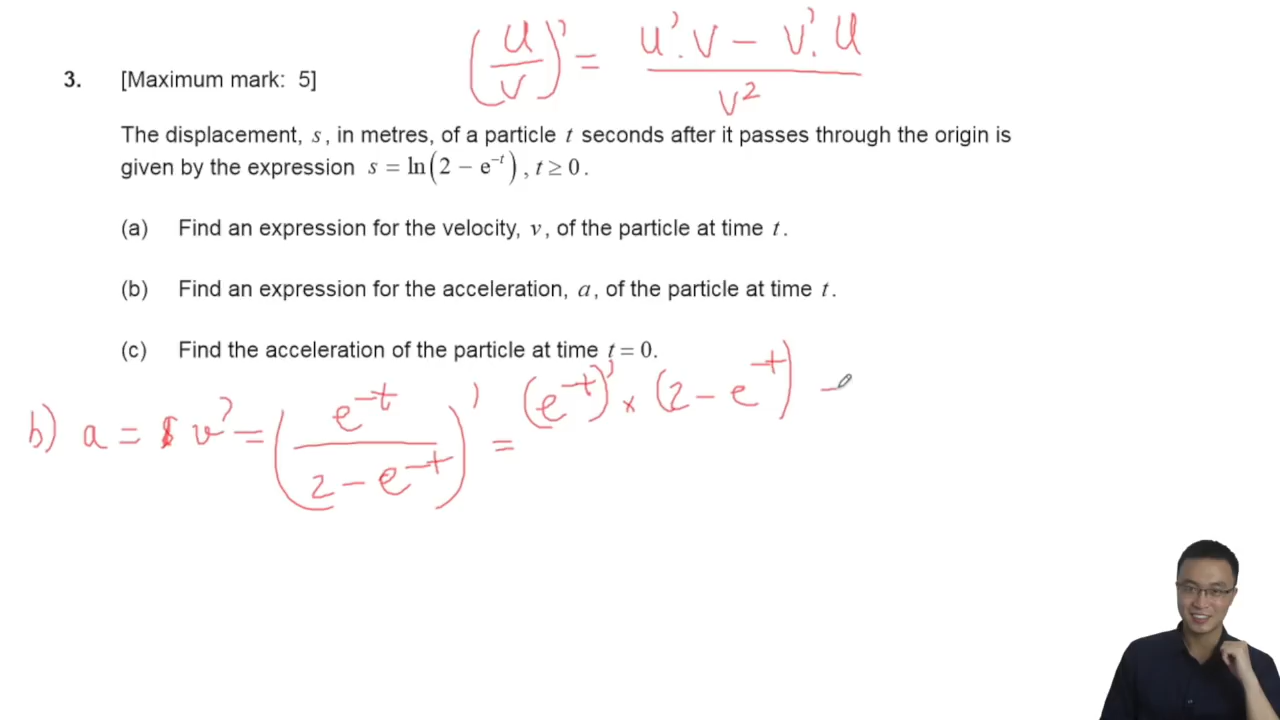 (u/v)' = (u'.v − v'.u)/v²
3. [Maximum mark: 5]
The displacement, s, in metres, of a particle t seconds after it passes through the origin is
given by the expression s = ln(2 − e⁻ᵗ), t ≥ 0.
(a) Find an expression for the velocity, v, of the particle at time t.
(b) Find an expression for the acceleration, a, of the particle at time t.
(c) Find the acceleration of the particle at time t = 0.
b) a = v' = (e⁻ᵗ/(2 − e⁻ᵗ))' = (e⁻ᵗ)' × (2 − e⁻ᵗ) −